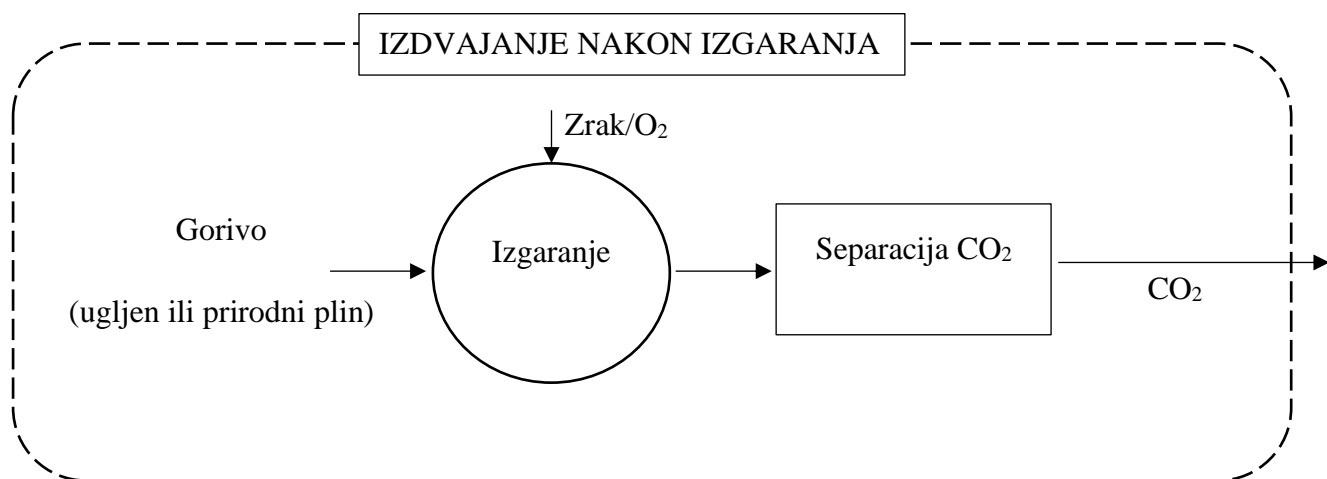 IZDVAJANJE NAKON IZGARANJA
Zrak/O₂
Gorivo
(ugljen ili prirodni plin)
Izgaranje
Separacija CO₂
CO₂